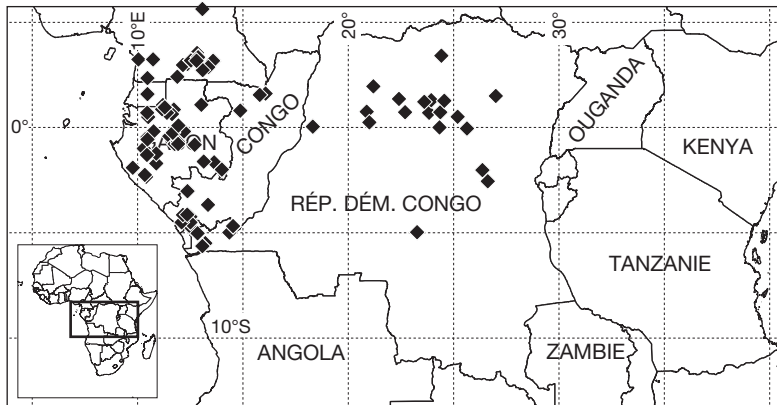 10°E
20°
30°
OUGANDA
0°
GABON
CONGO
KENYA
RÉP. DÉM. CONGO
TANZANIE
10°S
ANGOLA
ZAMBIE